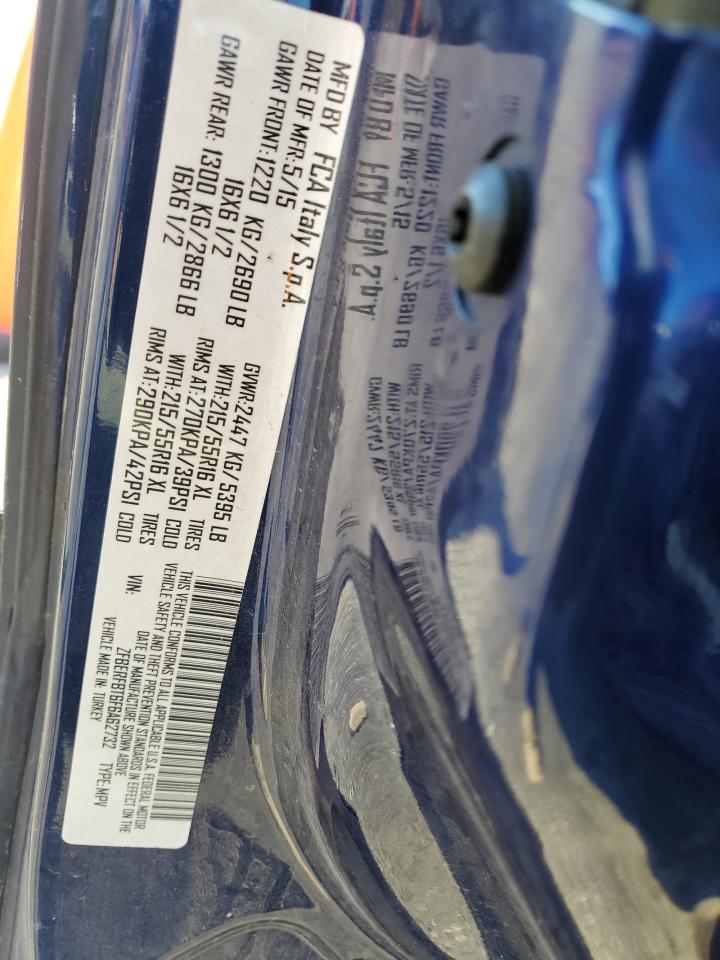 MFD BY FCA Italy S.p.A.
DATE OF MFR:5/15 GVWR:2447 KG/5395 LB
GAWR FRONT:1220 KG/2690 LB WITH:215/55R16 XL TIRES
16X6 1/2 RIMS AT:270KPA/39PSI COLD
GAWR REAR: 1300 KG/2866 LB WITH:215/55R16 XL TIRES
16X6 1/2 RIMS AT:290KPA/42PSI COLD
THIS VEHICLE CONFORMS TO ALL APPLICABLE U.S.A. FEDERAL MOTOR
VEHICLE SAFETY AND THEFT PREVENTION STANDARDS IN EFFECT ON THE
DATE OF MANUFACTURE SHOWN ABOVE
VIN: ZFBERFBT6F6A62732 TYPE:MPV
VEHICLE MADE IN TURKEY